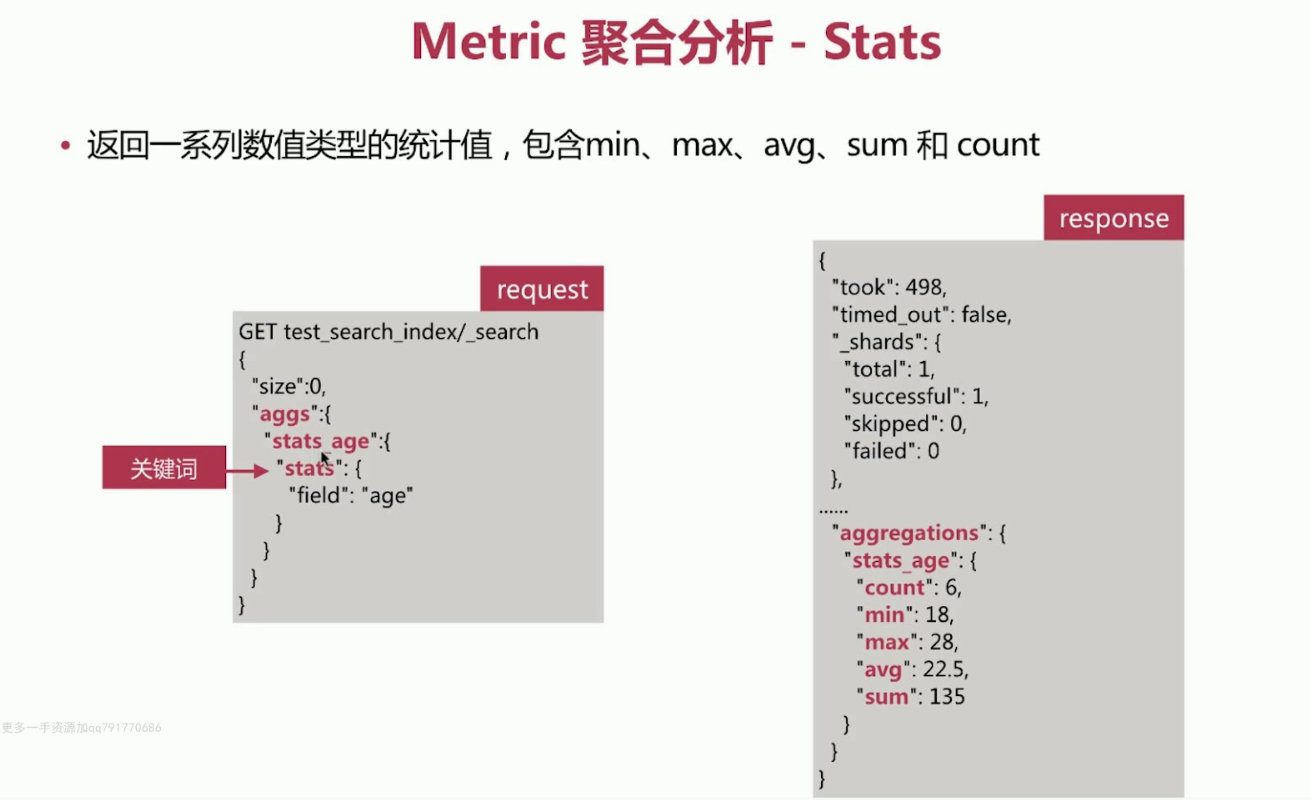 Metric 聚合分析 - Stats
• 返回一系列数值类型的统计值，包含min、max、avg、sum 和 count
request
GET test_search_index/_search
{
"size":0,
"aggs":{
"stats_age":{
关键词
"stats": {
"field": "age"
}
}
}
}
response
{
"took": 498,
"timed_out": false,
"_shards": {
"total": 1,
"successful": 1,
"skipped": 0,
"failed": 0
},
......
"aggregations": {
"stats_age": {
"count": 6,
"min": 18,
"max": 28,
"avg": 22.5,
"sum": 135
}
}
}
更多一手资源加qq791770686